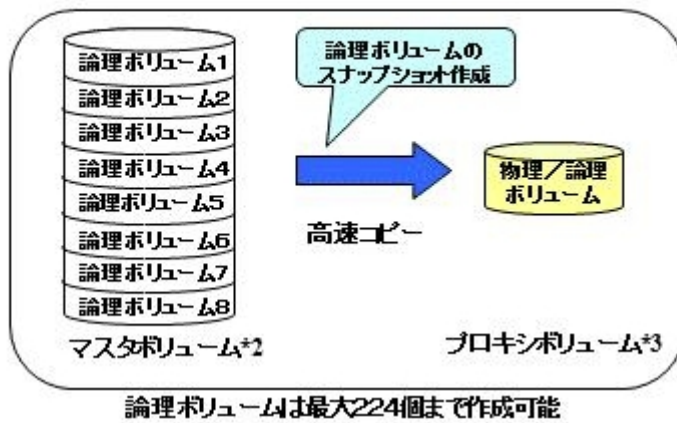 論理ボリューム1
論理ボリューム2
論理ボリューム3
論理ボリューム4
論理ボリューム5
論理ボリューム6
論理ボリューム7
論理ボリューム8
マスタボリューム*2
論理ボリュームの
スナップショット作成
高速コピー
物理/論理
ボリューム
プロキシボリューム*3
論理ボリュームは最大224個まで作成可能